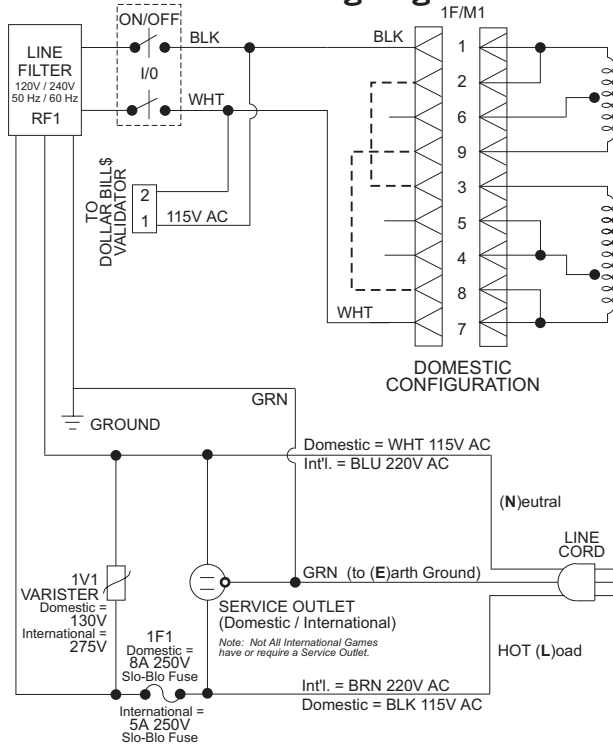 ON/OFF
I/0
LINE
FILTER
120V / 240V
50 Hz / 60 Hz
RF1
BLK
WHT
BLK
1F/M1
1
2
6
9
3
5
4
8
7
TO
DOLLAR BILL$
VALIDATOR
2
1
115V AC
WHT
DOMESTIC
CONFIGURATION
GRN
GROUND
Domestic = WHT 115V AC
Int'l. = BLU 220V AC
(N)eutral
LINE
CORD
GRN (to (E)arth Ground)
1V1
VARISTER
Domestic =
130V
International =
275V
SERVICE OUTLET
(Domestic / International)
Note: Not All International Games
have or require a Service Outlet.
HOT (L)oad
1F1
Domestic =
8A 250V
Slo-Blo Fuse
International =
5A 250V
Slo-Blo Fuse
Int'l. = BRN 220V AC
Domestic = BLK 115V AC